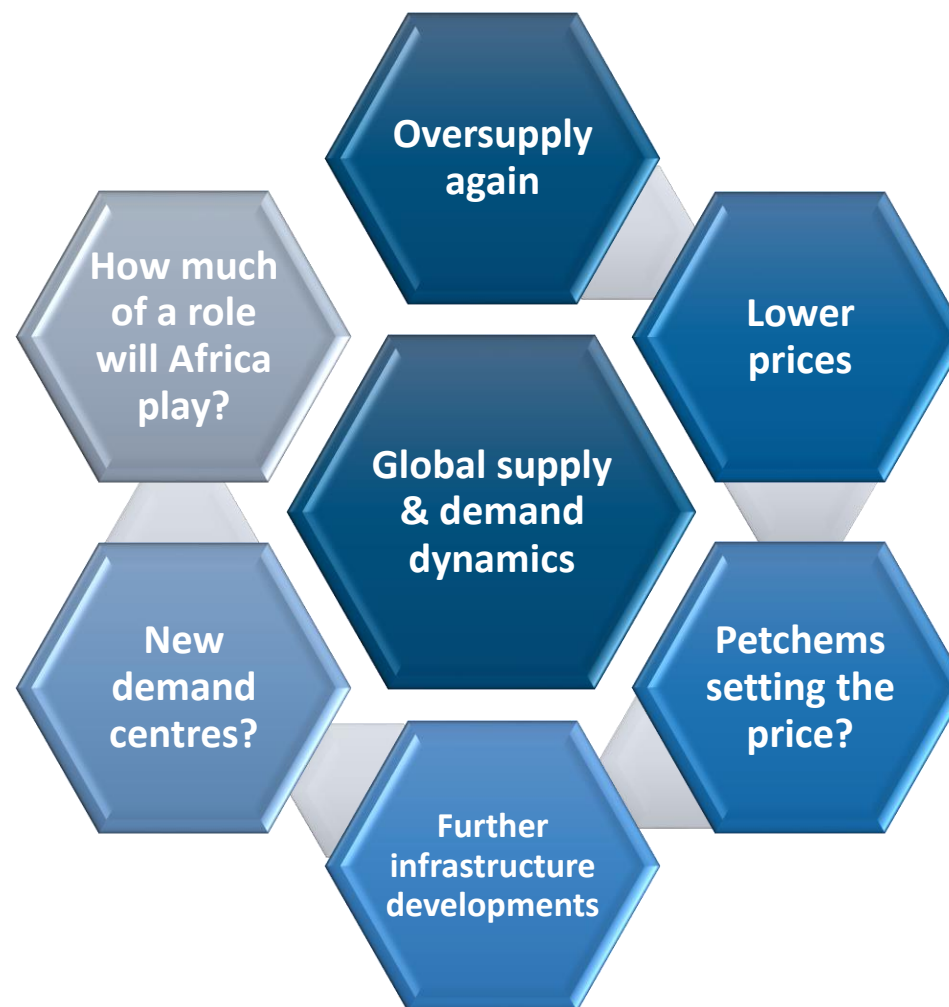 Oversupply
again
Lower
prices
Petchems
setting the
price?
Further
infrastructure
developments
New
demand
centres?
How much
of a role
will Africa
play?
Global supply
& demand
dynamics